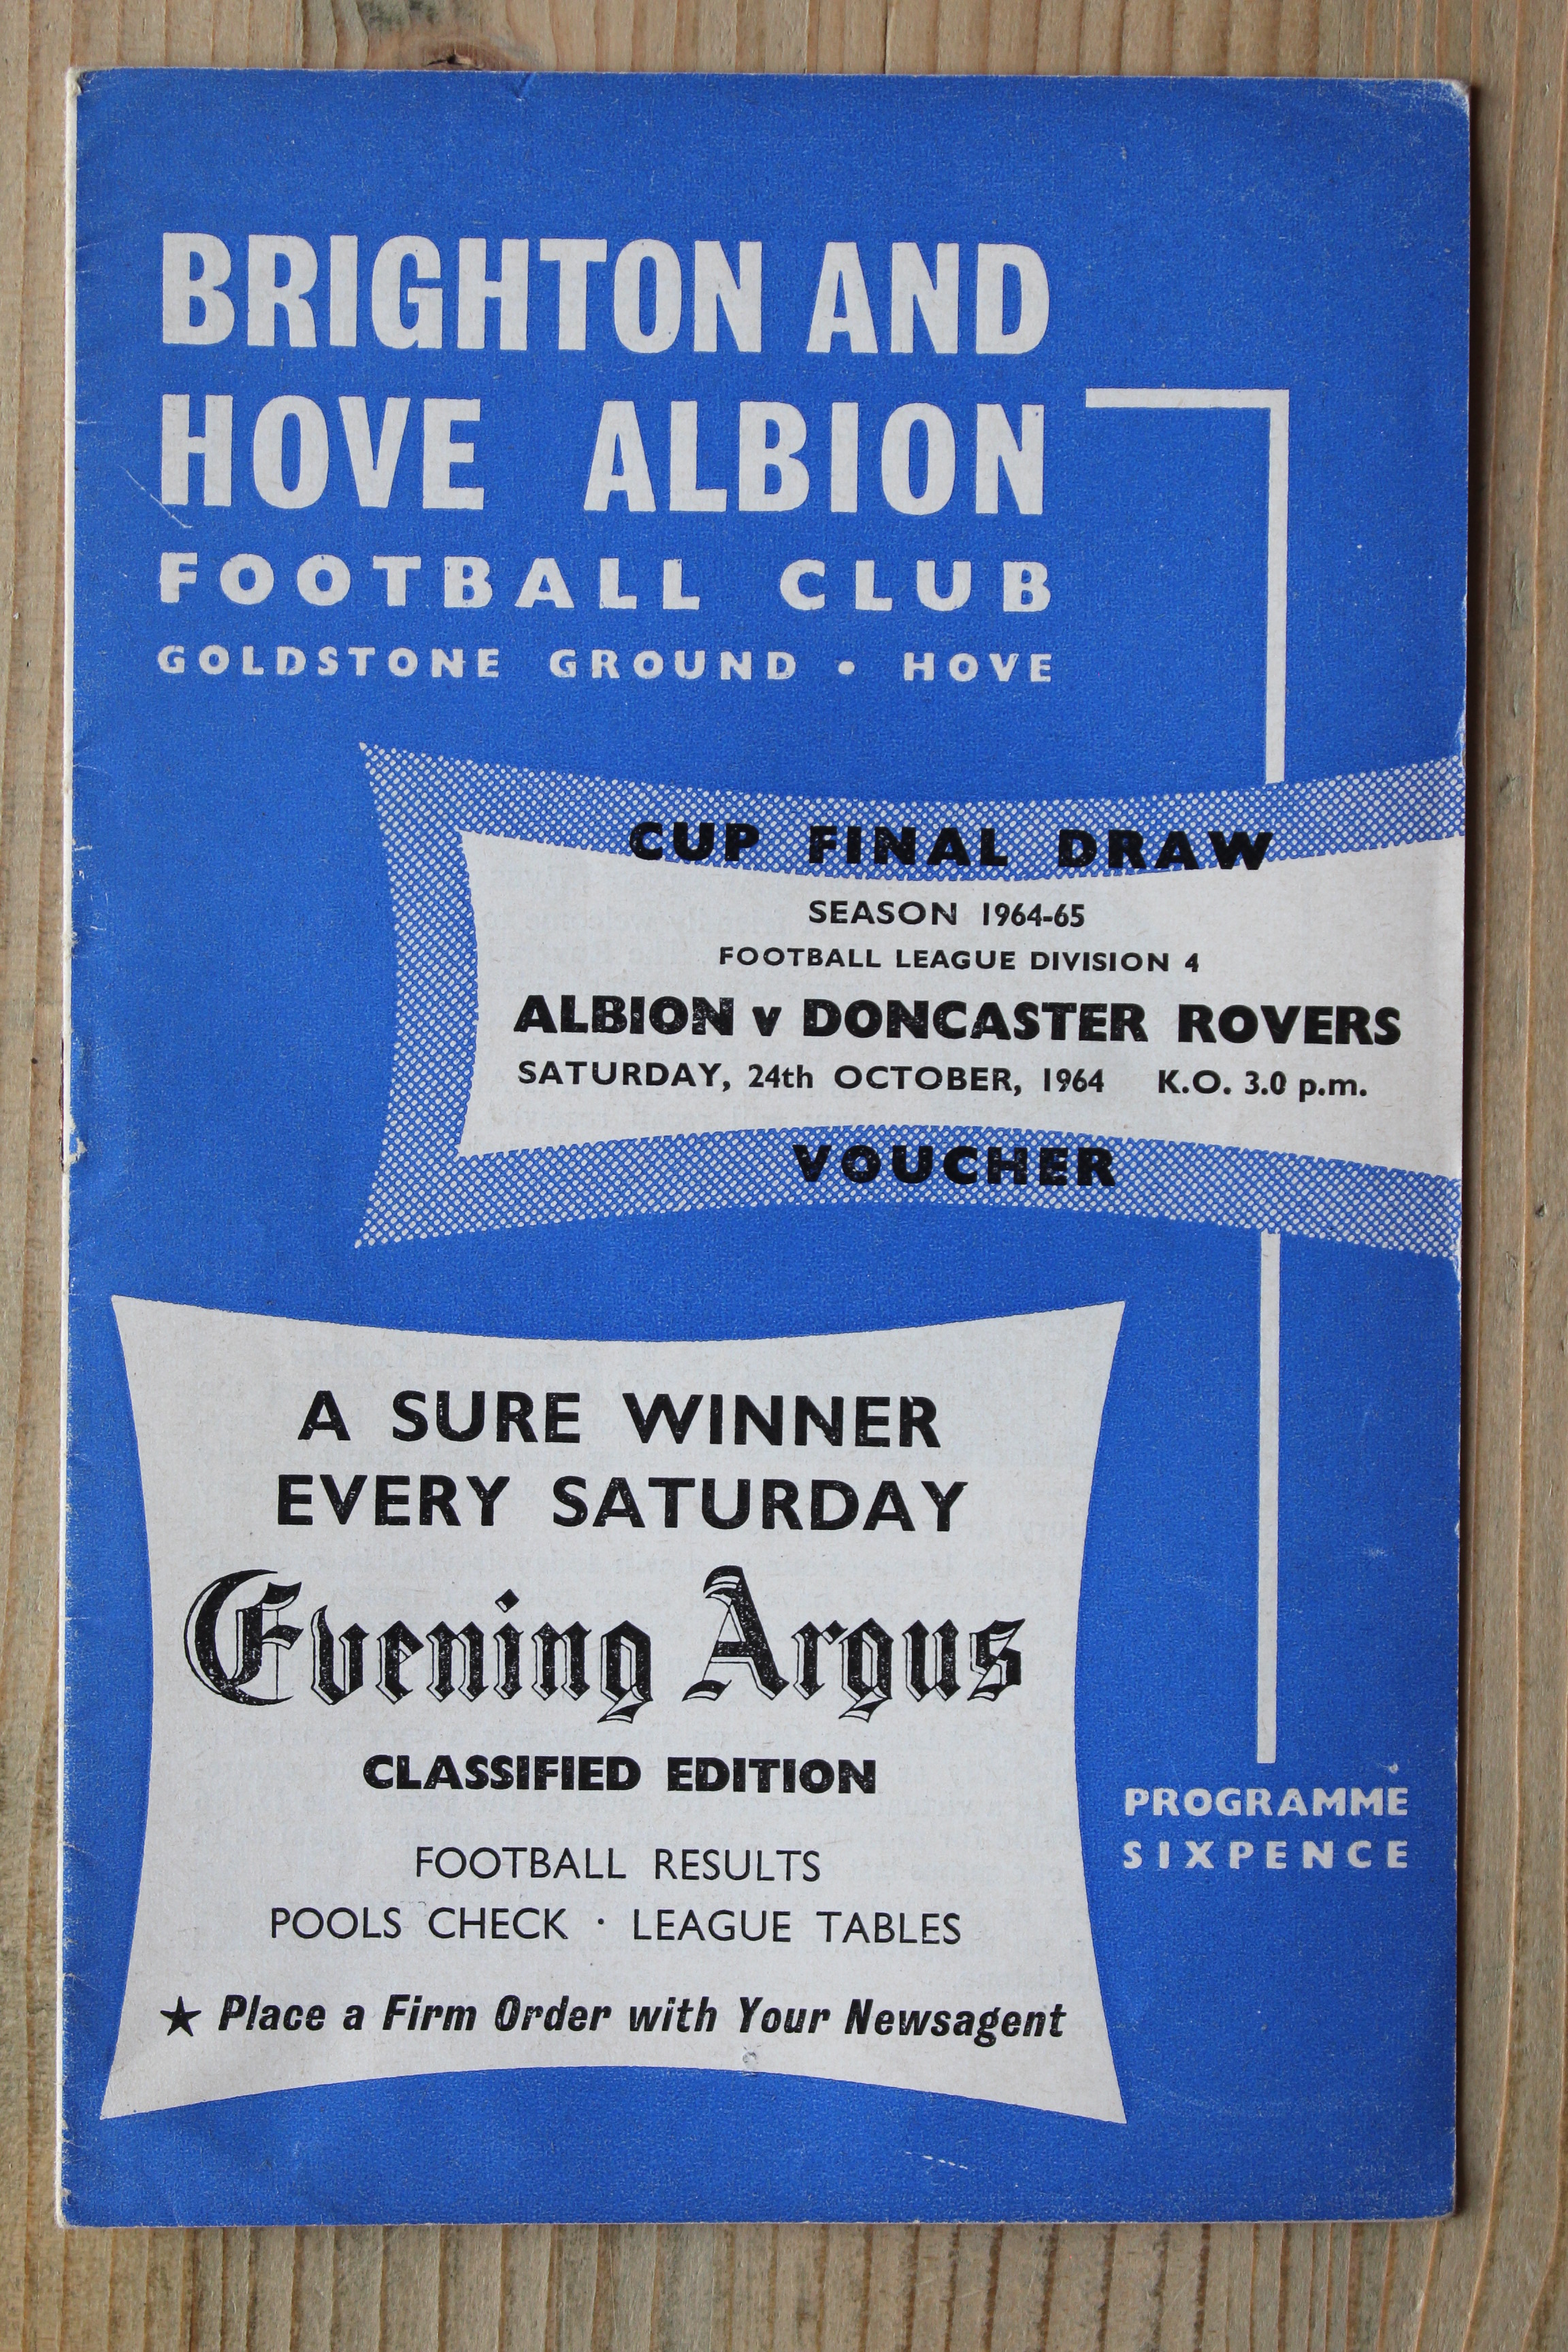 BRIGHTON AND
HOVE ALBION
FOOTBALL CLUB
GOLDSTONE GROUND • HOVE
CUP FINAL DRAW
SEASON 1964-65
FOOTBALL LEAGUE DIVISION 4
ALBION v DONCASTER ROVERS
SATURDAY, 24th OCTOBER, 1964 K.O. 3.0 p.m.
VOUCHER
A SURE WINNER
EVERY SATURDAY
Evening Argus
CLASSIFIED EDITION
FOOTBALL RESULTS
POOLS CHECK · LEAGUE TABLES
★ Place a Firm Order with Your Newsagent
PROGRAMME
SIXPENCE